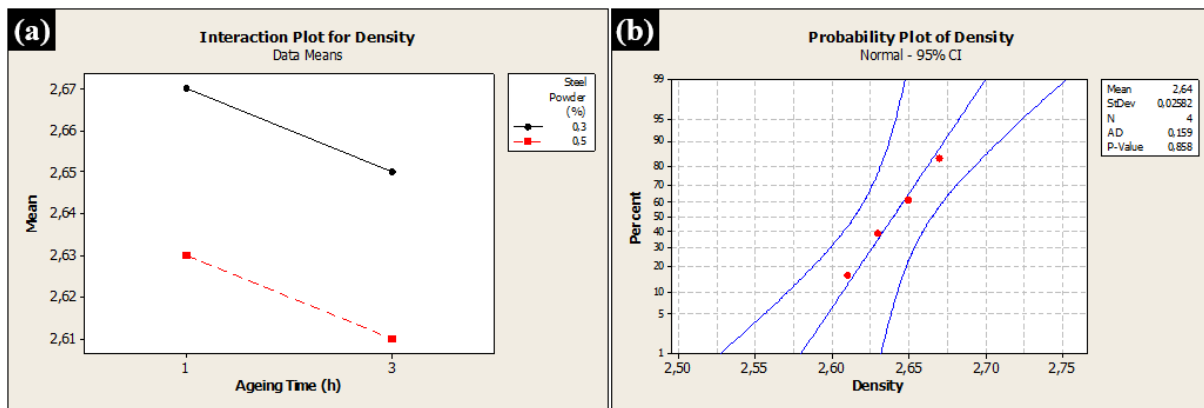 (a)
Interaction Plot for Density
Data Means
2,67
2,66
2,65
2,64
2,63
2,62
2,61
Mean
1
3
Ageing Time (h)
Steel
Powder
(%)
0,3
0,5
(b)
Probability Plot of Density
Normal - 95% CI
99
95
90
80
70
60
50
40
30
20
10
5
1
Percent
2,50
2,55
2,60
2,65
2,70
2,75
Density
Mean 2,64
StDev 0,02582
N 4
AD 0,159
P-Value 0,858